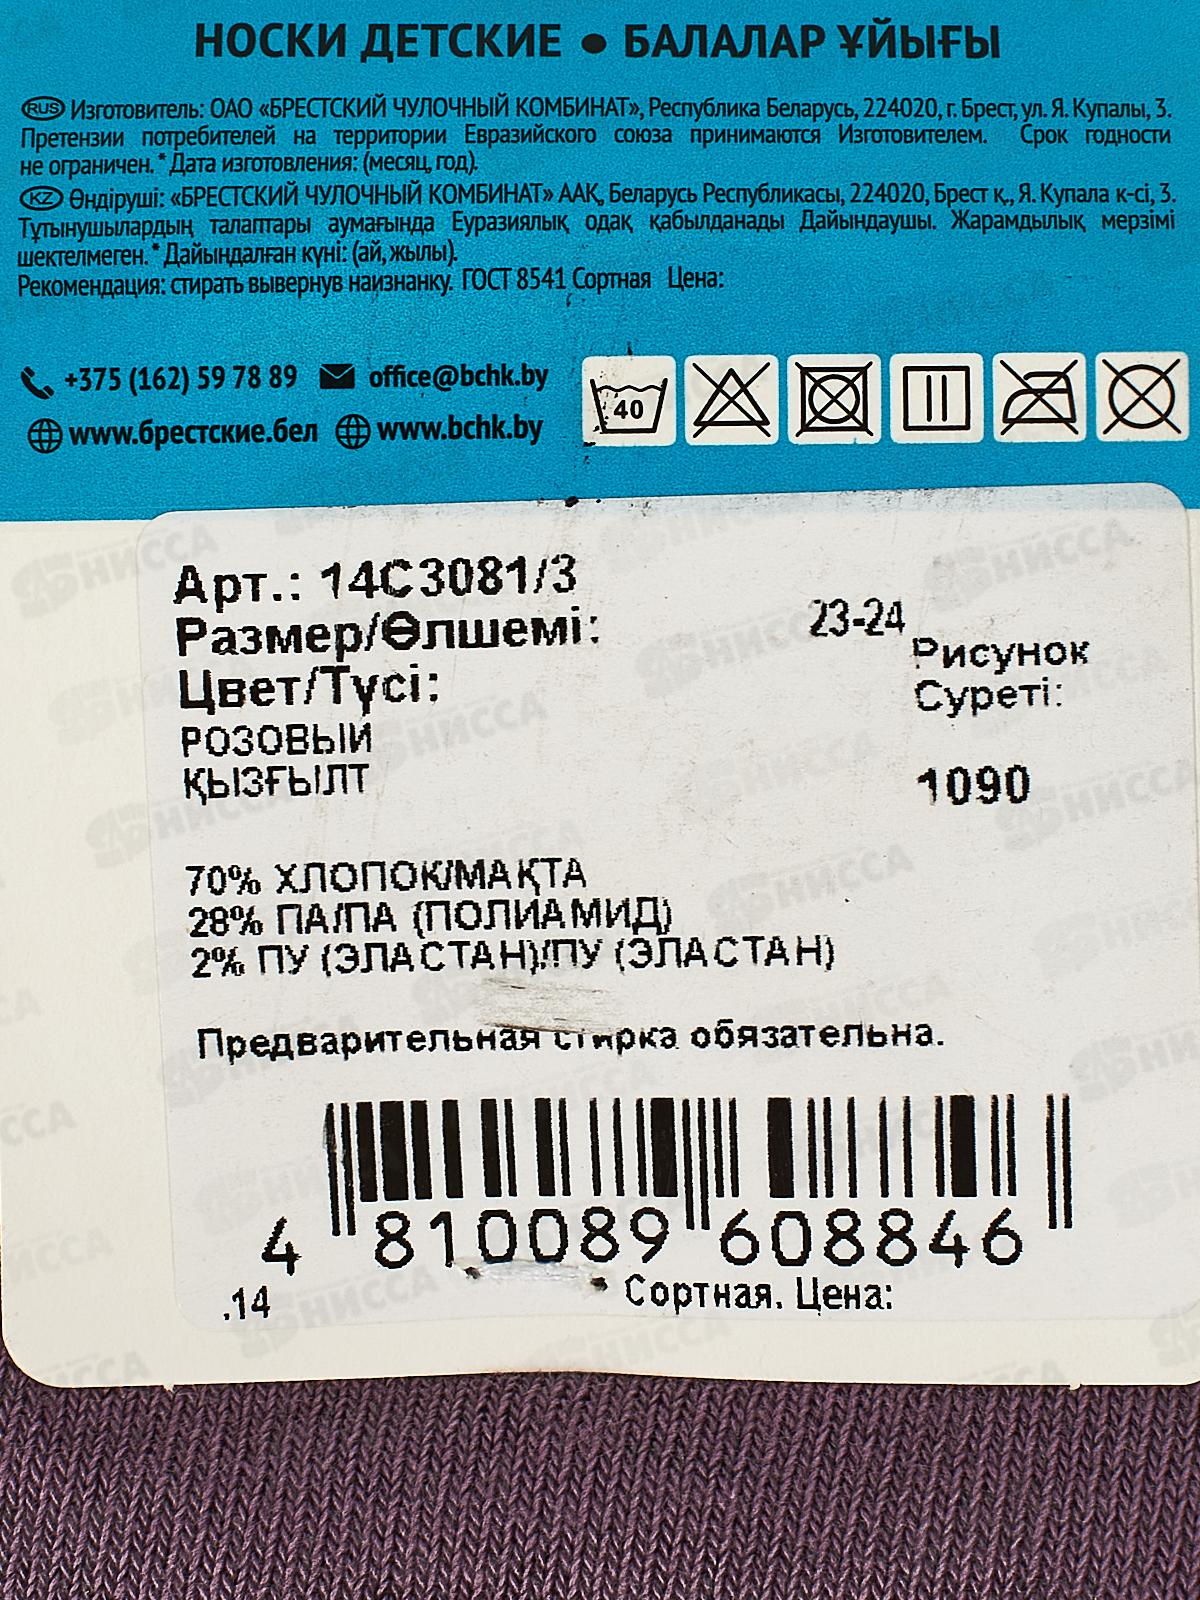 НОСКИ ДЕТСКИЕ ● БАЛАЛАР ҰЙЫҒЫ
RUS Изготовитель: ОАО «БРЕСТСКИЙ ЧУЛОЧНЫЙ КОМБИНАТ», Республика Беларусь, 224020, г. Брест, ул. Я. Купалы, 3.
Претензии потребителей на территории Евразийского союза принимаются Изготовителем. Срок годности
не ограничен. * Дата изготовления: (месяц, год).
KZ Өндіруші: «БРЕСТСКИЙ ЧУЛОЧНЫЙ КОМБИНАТ» ААҚ, Беларусь Республикасы, 224020, Брест қ., Я. Купала к-сі, 3.
Тұтынушылардың талаптары аумағында Еуразиялық одақ қабылданады Дайындаушы. Жарамдылық мерзімі
шектелмеген. * Дайындалған күні: (ай, жылы).
Рекомендация: стирать вывернув наизнанку. ГОСТ 8541 Сортная Цена:
+375 (162) 59 78 89 office@bchk.by
www.брестские.бел www.bchk.by
40
Арт.: 14С3081/3
Размер/Өлшемі: 23-24
Цвет/Түсі:
РОЗОВЫЙ
ҚЫЗҒЫЛТ
Рисунок
Суреті:
1090
70% ХЛОПОК/МАҚТА
28% ПА/ПА (ПОЛИАМИД)
2% ПУ (ЭЛАСТАН)/ПУ (ЭЛАСТАН)
Предварительная стирка обязательна.
4 810089 608846
.14 * Сортная. Цена: